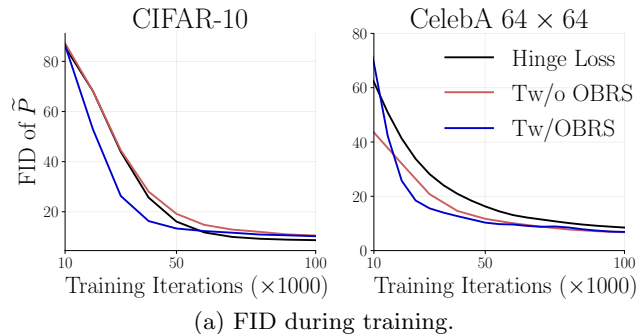 CIFAR-10
CelebA 64 × 64
FID of P̃
80
60
40
20
10
50
100
Training Iterations (×1000)
80
60
40
20
0
10
50
100
Training Iterations (×1000)
Hinge Loss
Tw/o OBRS
Tw/OBRS
(a) FID during training.